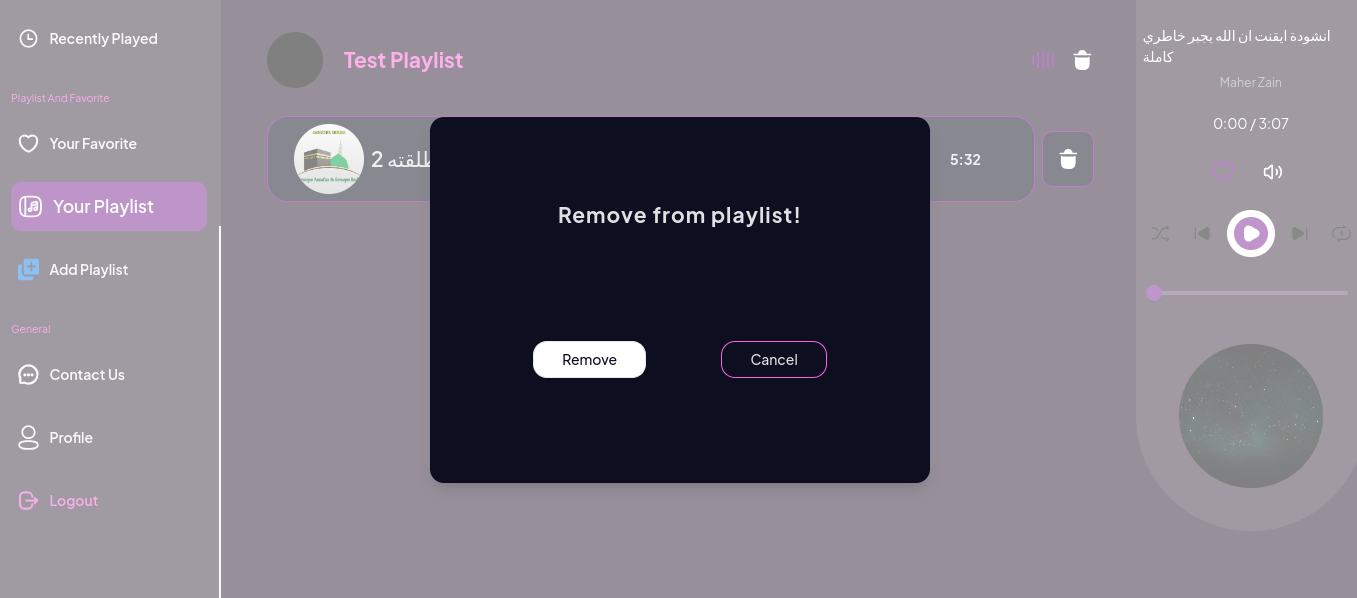 Recently Played
Playlist And Favorite
Your Favorite
Your Playlist
Add Playlist
General
Contact Us
Profile
Logout
Test Playlist
2
5:32
Remove from playlist!
Remove
Cancel
انشودة ايقنت ان الله يجبر خاطري
كاملة
Maher Zain
0:00 / 3:07